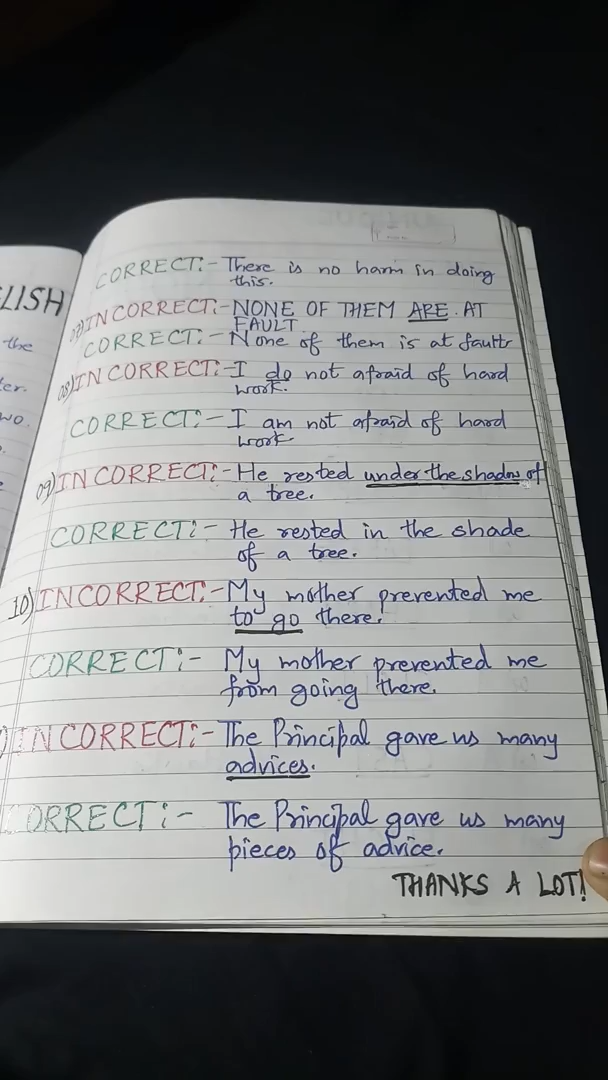 LISH
the
ter.
wo.
CORRECT:- There is no harm in doing
this.
07) INCORRECT:- NONE OF THEM ARE AT
FAULT
CORRECT:- None of them is at fault
08) INCORRECT:- I do not afraid of hard
work.
CORRECT:- I am not afraid of hard
work
09) INCORRECT:- He rested under the shadow of
a tree.
CORRECT:- He rested in the shade
of a tree.
10) INCORRECT:- My mother prevented me
to go there.
CORRECT:- My mother prevented me
from going there.
) INCORRECT:- The Principal gave us many
advices.
CORRECT:- The Principal gave us many
pieces of advice.
THANKS A LOT!